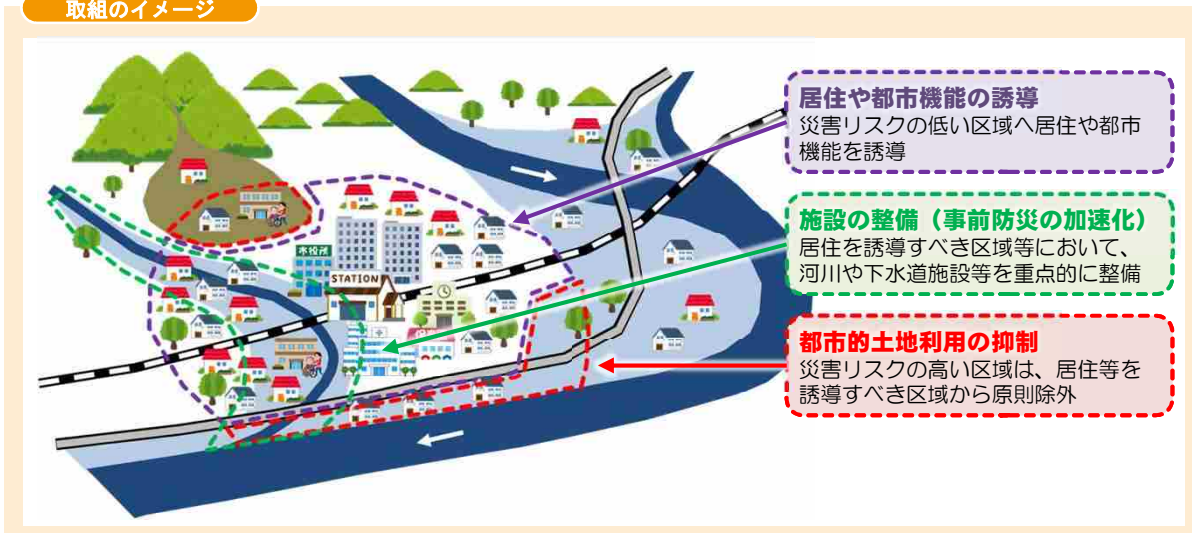 取組のイメージ
居住や都市機能の誘導
災害リスクの低い区域へ居住や都市
機能を誘導
施設の整備（事前防災の加速化）
居住を誘導すべき区域等において、
河川や下水道施設等を重点的に整備
都市的土地利用の抑制
災害リスクの高い区域は、居住等を
誘導すべき区域から原則除外
市役所
STATION